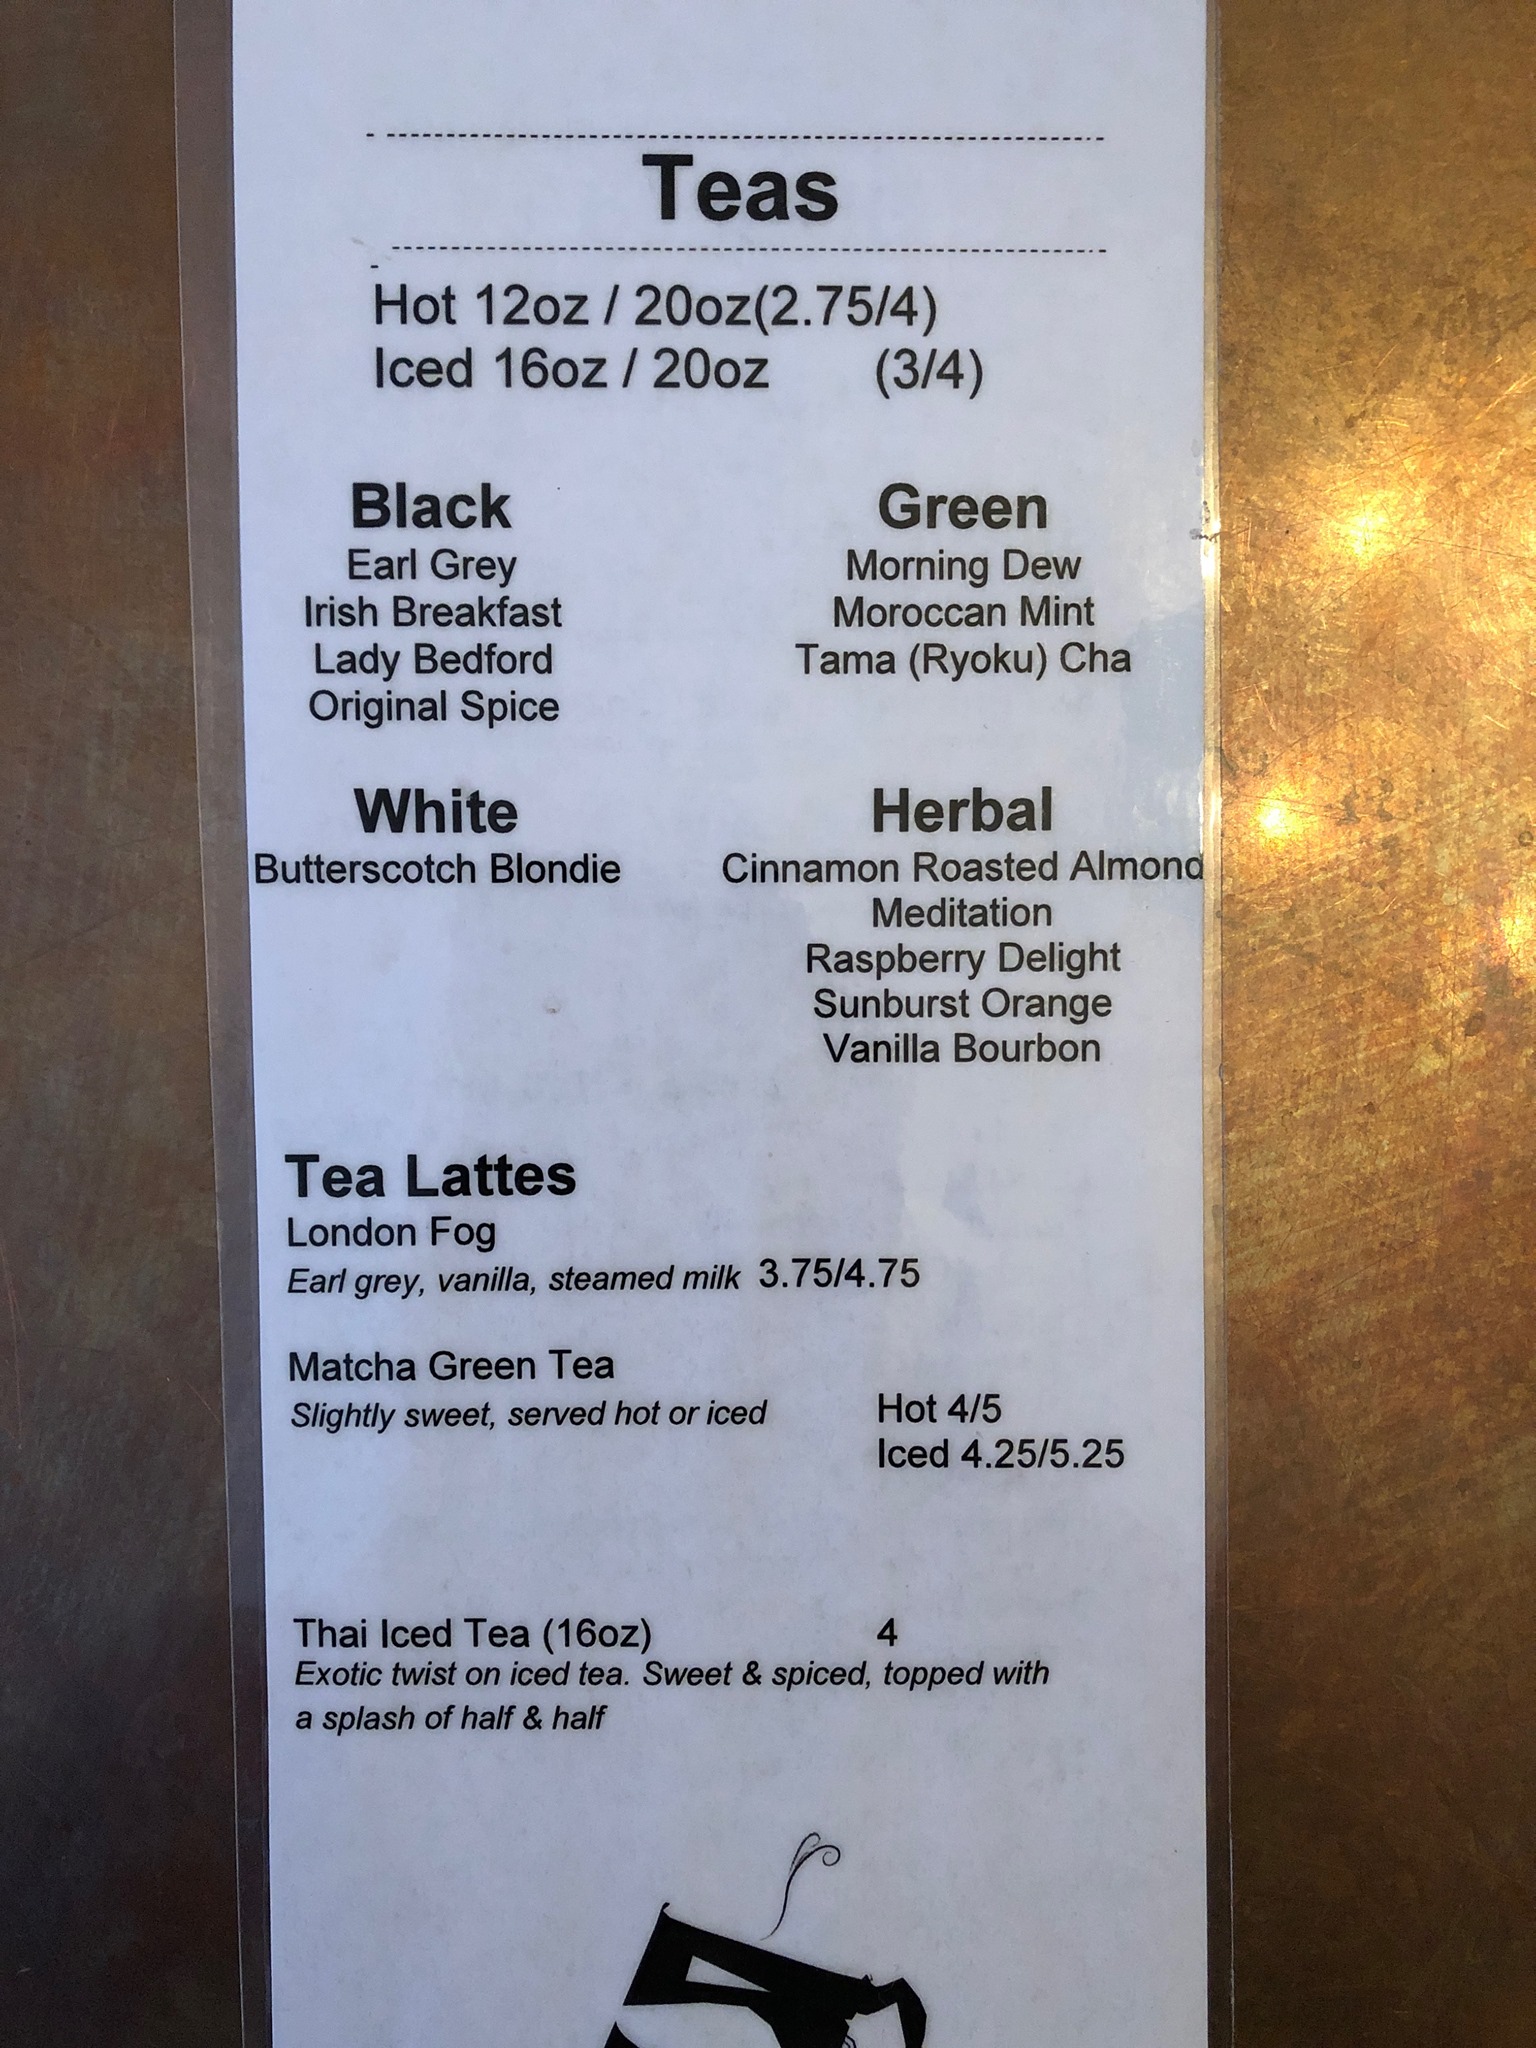 Teas
Hot 12oz / 20oz(2.75/4)
Iced 16oz / 20oz (3/4)
Black
Earl Grey
Irish Breakfast
Lady Bedford
Original Spice
Green
Morning Dew
Moroccan Mint
Tama (Ryoku) Cha
White
Butterscotch Blondie
Herbal
Cinnamon Roasted Almond
Meditation
Raspberry Delight
Sunburst Orange
Vanilla Bourbon
Tea Lattes
London Fog
Earl grey, vanilla, steamed milk 3.75/4.75
Matcha Green Tea
Slightly sweet, served hot or iced Hot 4/5
Iced 4.25/5.25
Thai Iced Tea (16oz) 4
Exotic twist on iced tea. Sweet & spiced, topped with
a splash of half & half